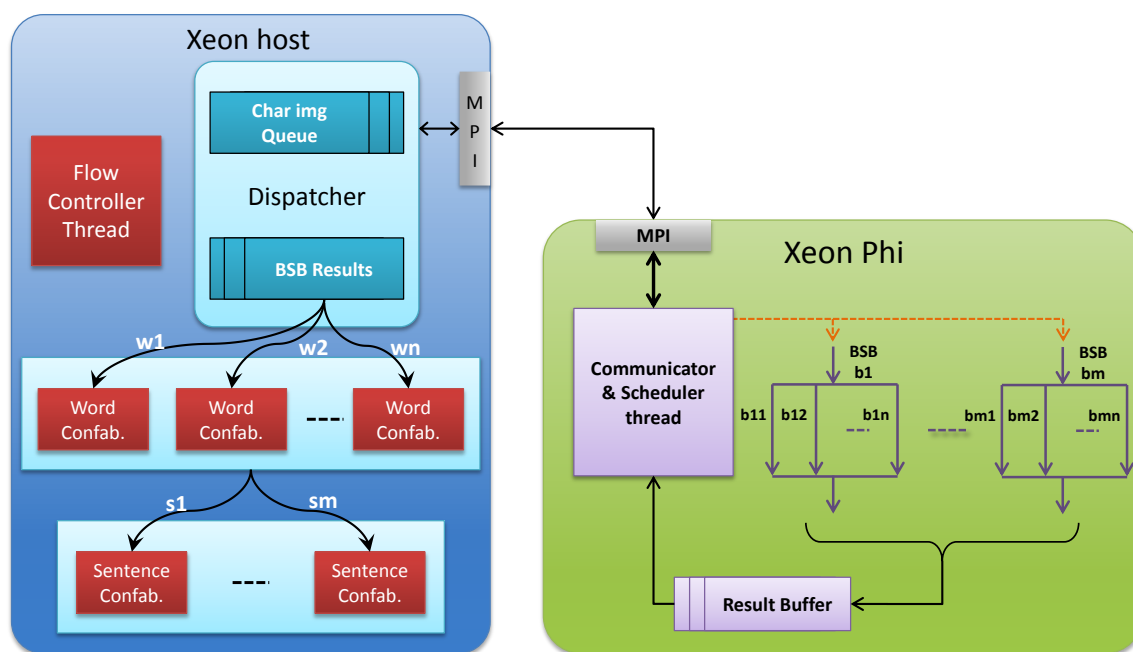 Xeon host
Char img
Queue
M
P
I
Flow
Controller
Thread
Dispatcher
BSB Results
w1
w2
wn
Word
Confab.
Word
Confab.
Word
Confab.
s1
sm
Sentence
Confab.
Sentence
Confab.
MPI
Xeon Phi
Communicator
& Scheduler
thread
BSB
b1
b11
b12
b1n
BSB
bm
bm1
bm2
bmn
Result Buffer